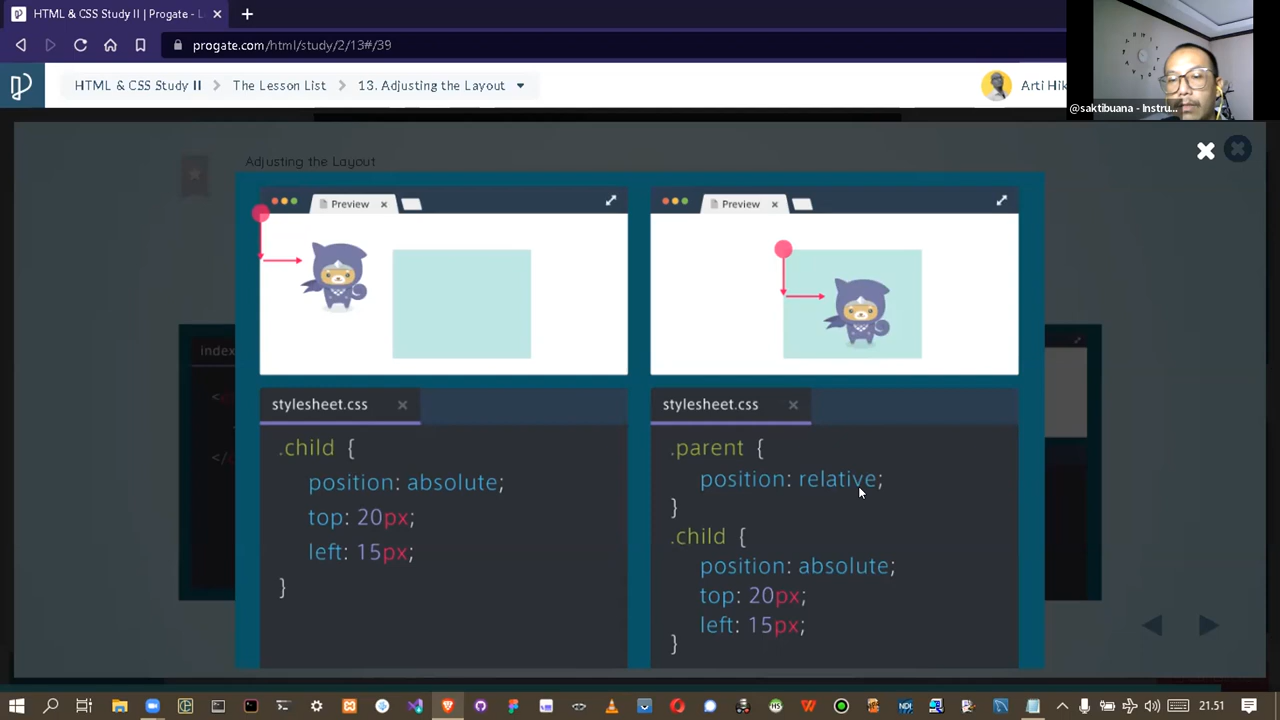 HTML & CSS Study II | Progate - L
progate.com/html/study/2/13#/39
HTML & CSS Study II
The Lesson List
13. Adjusting the Layout
Arti Hik
@saktibuana - Instru...
Adjusting the Layout
Preview
Preview
index
stylesheet.css
.child {
position: absolute;
top: 20px;
left: 15px;
}
stylesheet.css
.parent {
position: relative;
}
.child {
position: absolute;
top: 20px;
left: 15px;
}
21.51